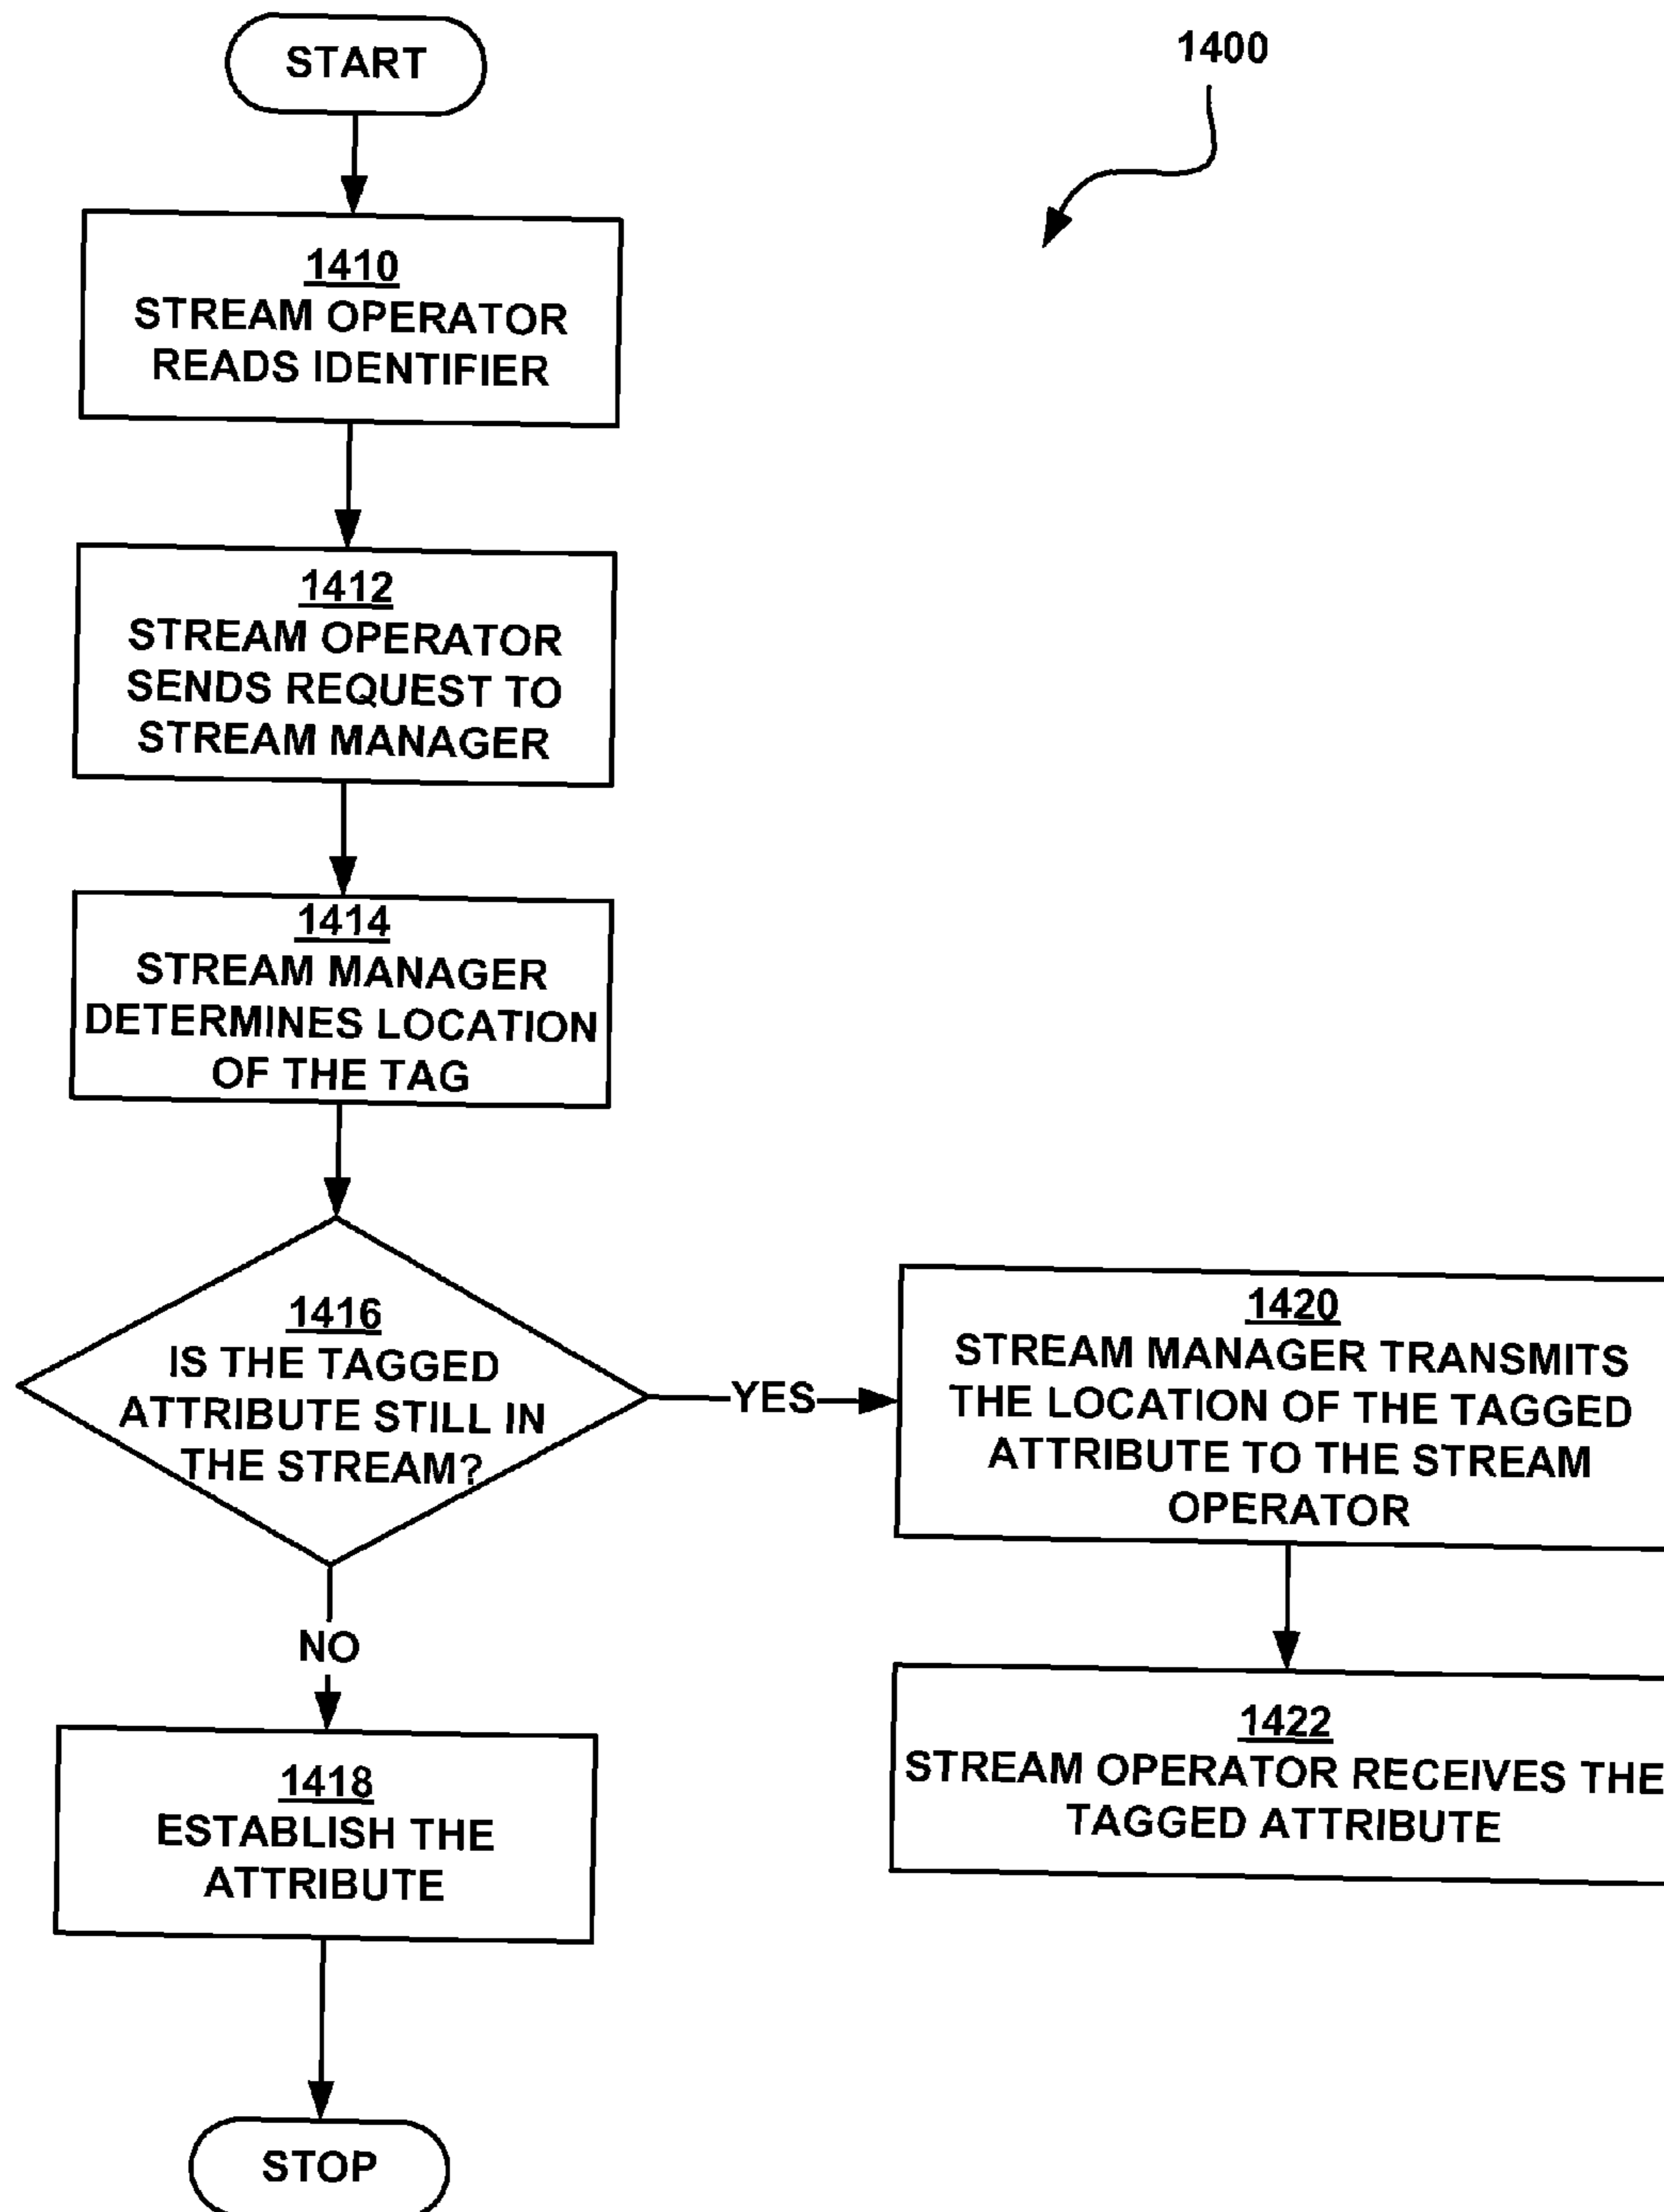 START
1400
1410
STREAM OPERATOR
READS IDENTIFIER
1412
STREAM OPERATOR
SENDS REQUEST TO
STREAM MANAGER
1414
STREAM MANAGER
DETERMINES LOCATION
OF THE TAG
1416
IS THE TAGGED
ATTRIBUTE STILL IN
THE STREAM?
YES
1420
STREAM MANAGER TRANSMITS
THE LOCATION OF THE TAGGED
ATTRIBUTE TO THE STREAM
OPERATOR
NO
1422
STREAM OPERATOR RECEIVES THE
TAGGED ATTRIBUTE
1418
ESTABLISH THE
ATTRIBUTE
STOP